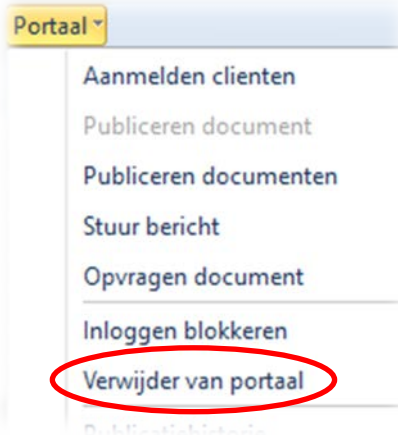 Portaal
Aanmelden clienten
Publiceren document
Publiceren documenten
Stuur bericht
Opvragen document
Inloggen blokkeren
Verwijder van portaal